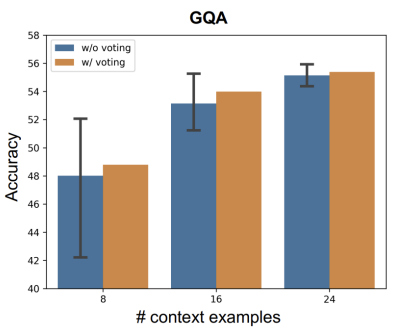 GQA
w/o voting
w/ voting
58
56
54
52
50
48
46
44
42
40
Accuracy
8 16 24
# context examples